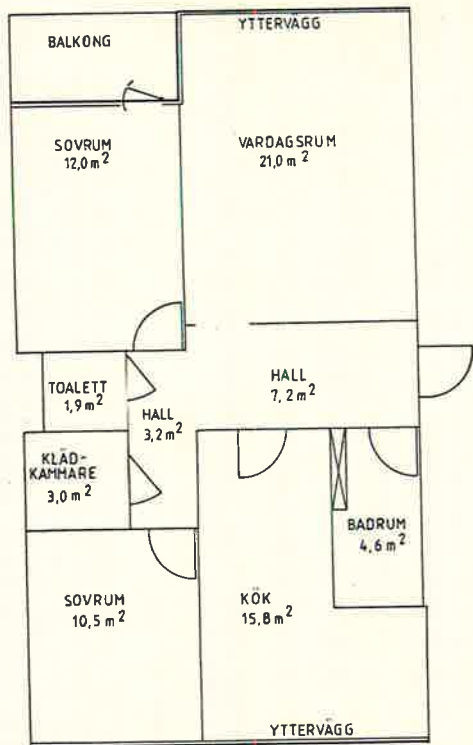 YTTERVÄGG
BALKONG
SOVRUM
12,0 m²
VARDAGSRUM
21,0 m²
TOALETT
1,9 m²
HALL
7,2 m²
HALL
3,2 m²
KLÄD-
KAMMARE
3,0 m²
BADRUM
4,6 m²
SOVRUM
10,5 m²
KÖK
15,8 m²
YTTERVÄGG